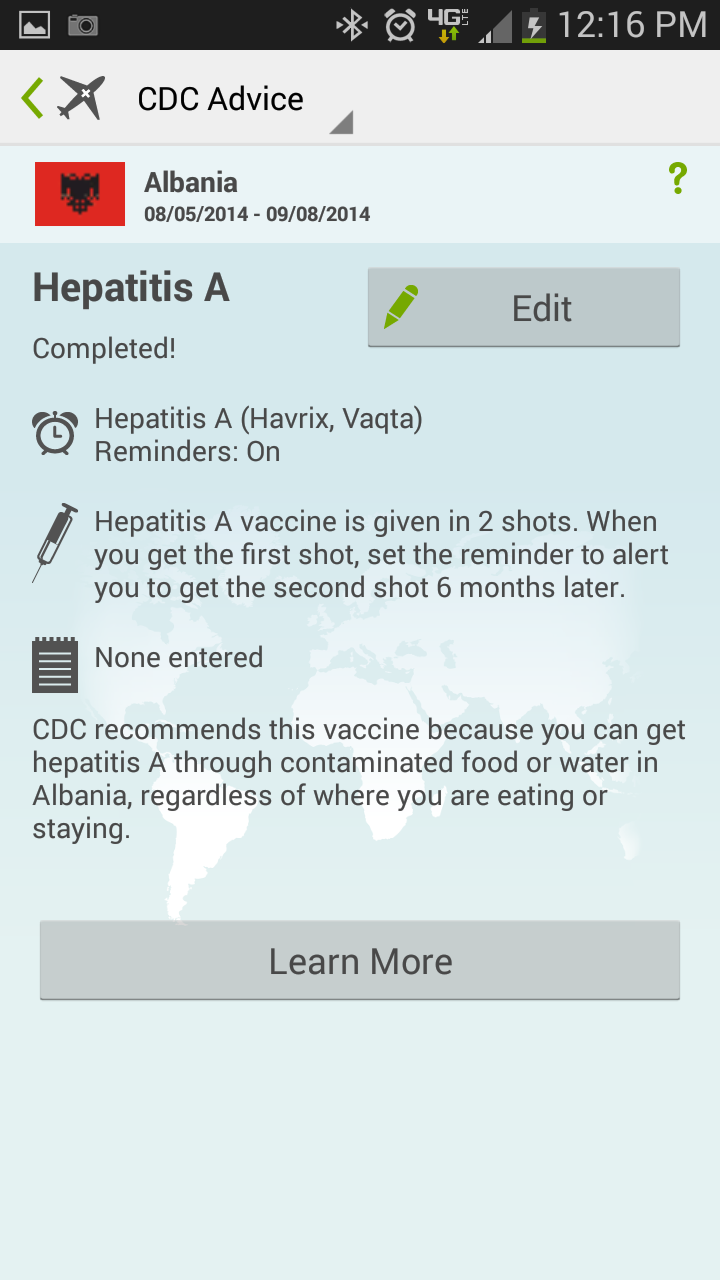 4G LTE 12:16 PM
CDC Advice
Albania
?
08/05/2014 - 09/08/2014
Hepatitis A
Edit
Completed!
Hepatitis A (Havrix, Vaqta)
Reminders: On
Hepatitis A vaccine is given in 2 shots. When
you get the first shot, set the reminder to alert
you to get the second shot 6 months later.
None entered
CDC recommends this vaccine because you can get
hepatitis A through contaminated food or water in
Albania, regardless of where you are eating or
staying.
Learn More